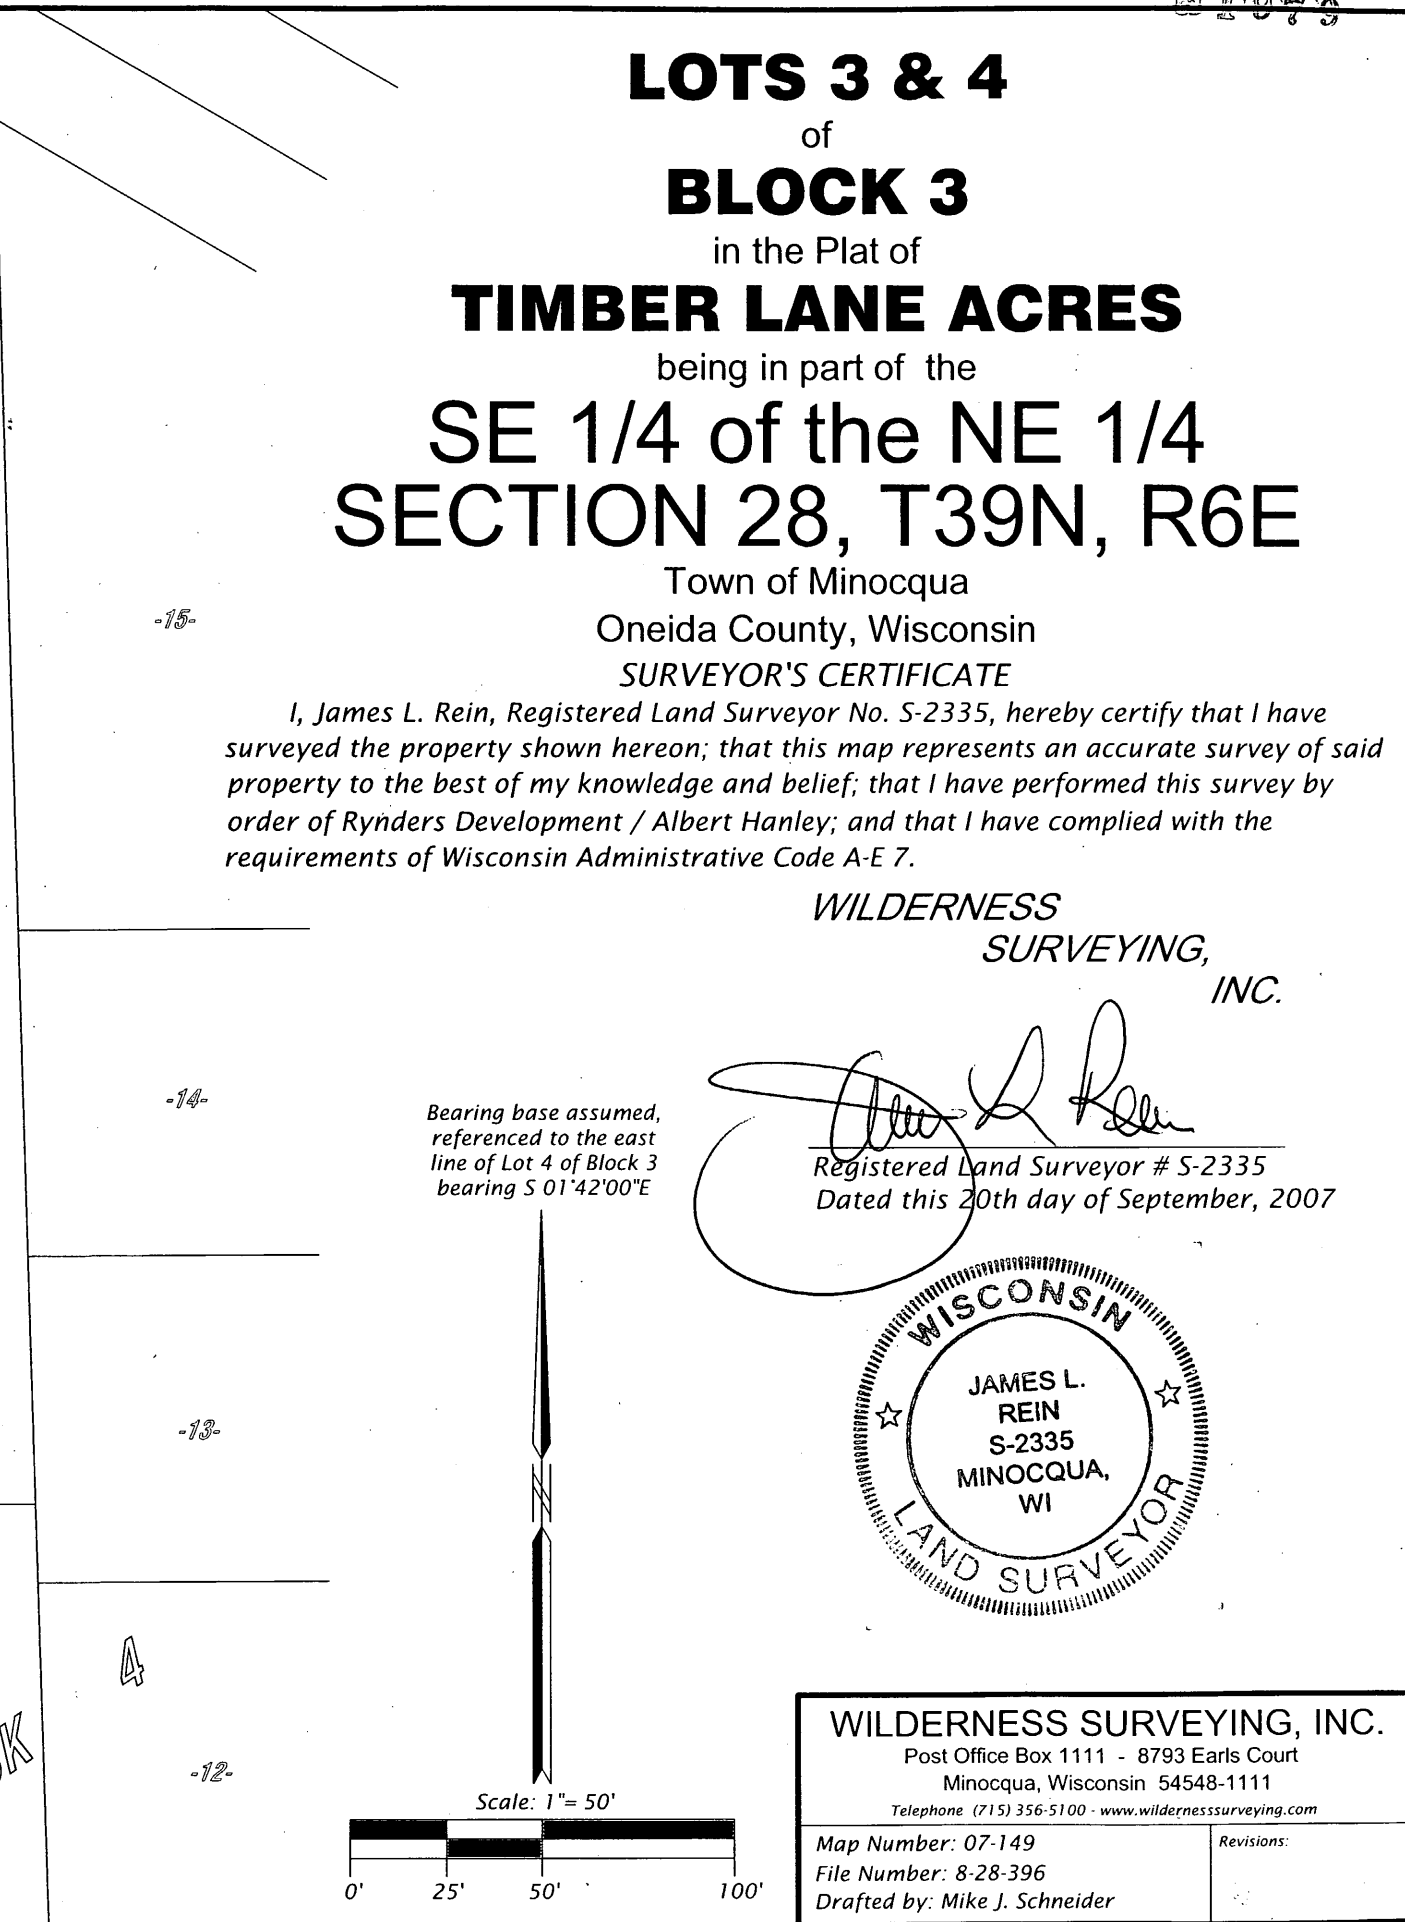 LOTS 3 & 4
of
BLOCK 3
in the Plat of
TIMBER LANE ACRES
being in part of the
SE 1/4 of the NE 1/4
SECTION 28, T39N, R6E
Town of Minocqua
Oneida County, Wisconsin
SURVEYOR'S CERTIFICATE
I, James L. Rein, Registered Land Surveyor No. S-2335, hereby certify that I have
surveyed the property shown hereon; that this map represents an accurate survey of said
property to the best of my knowledge and belief; that I have performed this survey by
order of Rynders Development / Albert Hanley; and that I have complied with the
requirements of Wisconsin Administrative Code A-E 7.
WILDERNESS
SURVEYING,
INC.
Registered Land Surveyor # S-2335
Dated this 20th day of September, 2007
Bearing base assumed,
referenced to the east
line of Lot 4 of Block 3
bearing S 01°42'00"E
N
WISCONSIN
JAMES L.
REIN
S-2335
MINOCQUA,
WI
LAND SURVEYOR
-15-
-14-
-13-
4
-12-
Scale: 1"= 50'
0' 25' 50' 100'
WILDERNESS SURVEYING, INC.
Post Office Box 1111 - 8793 Earls Court
Minocqua, Wisconsin 54548-1111
Telephone (715) 356-5100 - www.wildernesssurveying.com
Map Number: 07-149
File Number: 8-28-396
Drafted by: Mike J. Schneider
Revisions: